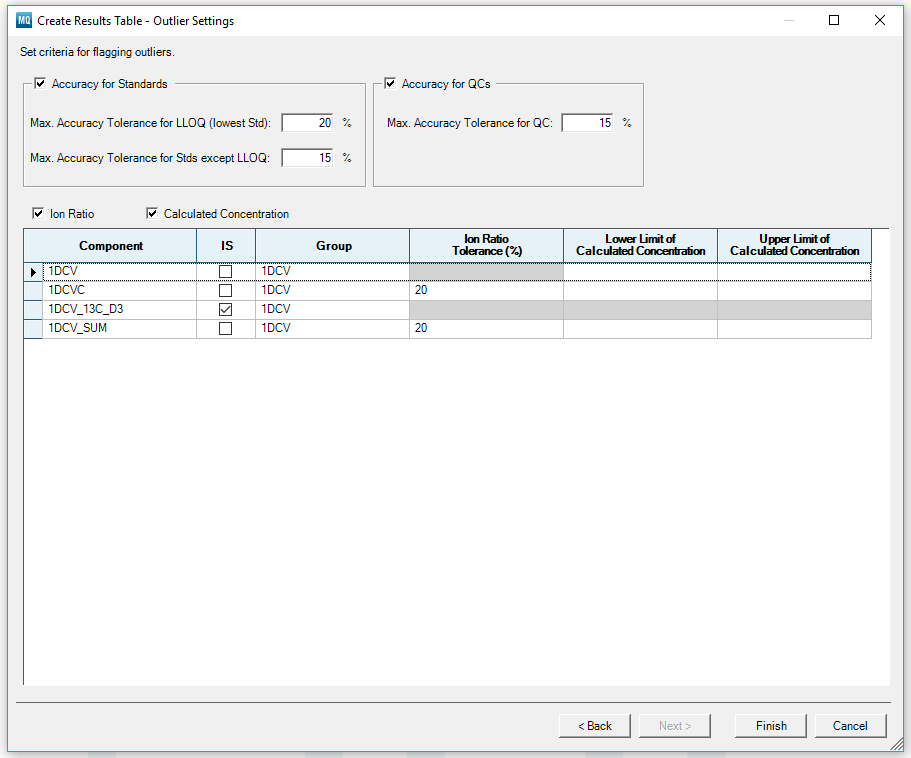 MQ Create Results Table - Outlier Settings
Set criteria for flagging outliers.
Accuracy for Standards
Max. Accuracy Tolerance for LLOQ (lowest Std): 20 %
Max. Accuracy Tolerance for Stds except LLOQ: 15 %
Accuracy for QCs
Max. Accuracy Tolerance for QC: 15 %
Ion Ratio Calculated Concentration
Component IS Group Ion Ratio Tolerance (%) Lower Limit of Calculated Concentration Upper Limit of Calculated Concentration
1DCV 1DCV
1DCVC 1DCV 20
1DCV_13C_D3 1DCV
1DCV_SUM 1DCV 20
< Back Next > Finish Cancel